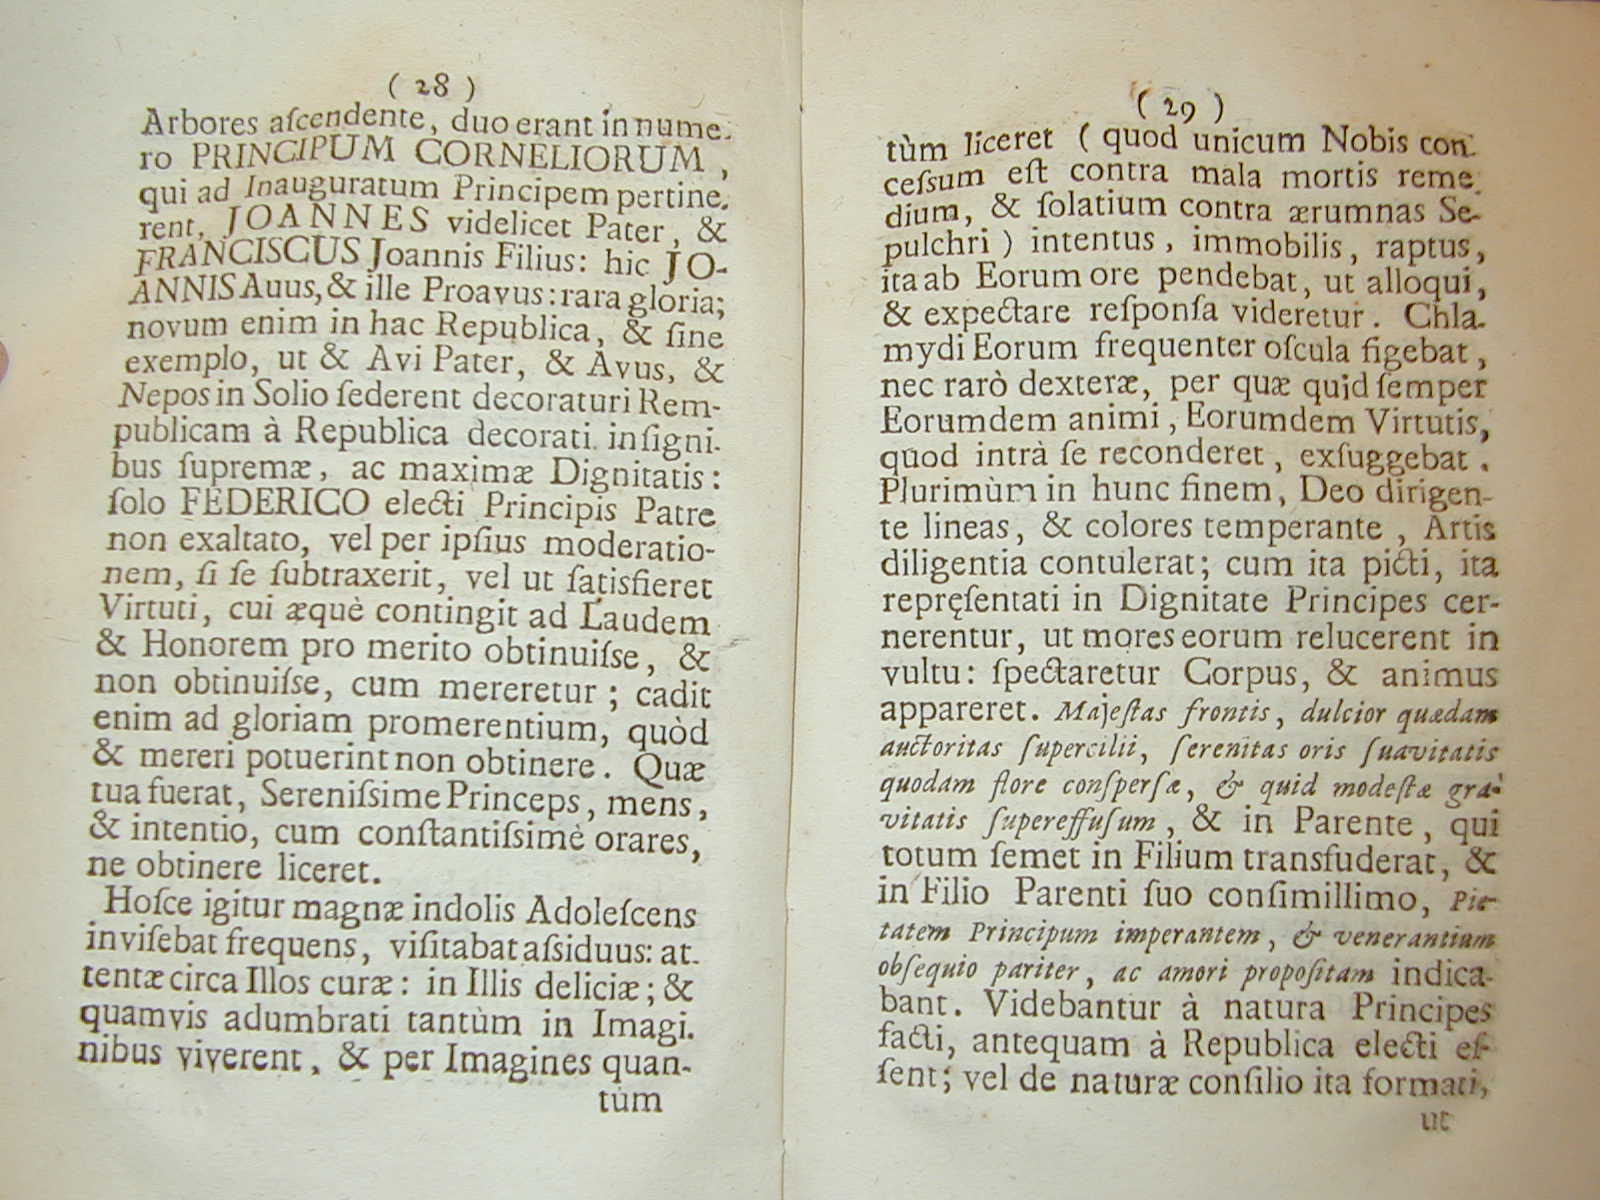 ( 28 )
Arbores aſcendente, duo erant in nume-
ro PRINCIPUM CORNELIORUM,
qui ad Inauguratum Principem pertine-
rent, JOANNES videlicet Pater, &
FRANCISCUS Joannis Filius: hic JO-
ANNIS Auus, & ille Proavus: rara gloria;
novum enim in hac Republica, & ſine
exemplo, ut & Avi Pater, & Avus, &
Nepos in Solio ſederent decoraturi Rem-
publicam à Republica decorati inſigni-
bus ſupremæ, ac maximæ Dignitatis:
ſolo FEDERICO electi Principis Patre
non exaltato, vel per ipſius moderatio-
nem, ſi ſe ſubtraxerit, vel ut ſatisfieret
Virtuti, cui æquè contingit ad Laudem
& Honorem pro merito obtinuiſse, &
non obtinuiſse, cum mereretur; cadit
enim ad gloriam promerentium, quòd
& mereri potuerint non obtinere. Quæ
tua fuerat, Sereniſsime Princeps, mens,
& intentio, cum conſtantiſsimè orares,
ne obtinere liceret.
Hoſce igitur magnæ indolis Adoleſcens
inviſebat frequens, viſitabat aſsiduus: at-
tentæ circa Illos curæ: in Illis deliciæ; &
quamvis adumbrati tantùm in Imagi-
nibus viverent, & per Imagines quan-
tùm
( 29 )
tùm liceret ( quod unicum Nobis con-
ceſsum eſt contra mala mortis reme-
dium, & ſolatium contra ærumnas Se-
pulchri ) intentus, immobilis, raptus,
ita ab Eorum ore pendebat, ut alloqui,
& expectare reſponſa videretur. Chla-
mydi Eorum frequenter oſcula figebat,
nec rarò dexteræ, per quæ quid ſemper
Eorumdem animi, Eorumdem Virtutis,
quod intrà ſe reconderet, exſuggebat.
Plurimùm in hunc finem, Deo dirigen-
te lineas, & colores temperante, Artis
diligentia contulerat; cum ita picti, ita
repręſentati in Dignitate Principes cer-
nerentur, ut mores eorum relucerent in
vultu: ſpectaretur Corpus, & animus
appareret. Majeſtas frontis, dulcior quædam
auctoritas ſupercilii, ſerenitas oris ſuavitatis
quodam flore conſperſæ, & quid modeſtæ gra-
vitatis ſupereffuſum, & in Parente, qui
totum ſemet in Filium transfuderat, &
in Filio Parenti ſuo conſimillimo, Pie-
tatem Principum imperantem, & venerantium
obſequio pariter, ac amori propoſitam indica-
bant. Videbantur à natura Principes
facti, antequam à Republica electi eſ-
ſent; vel de naturæ conſilio ita formati,
ut